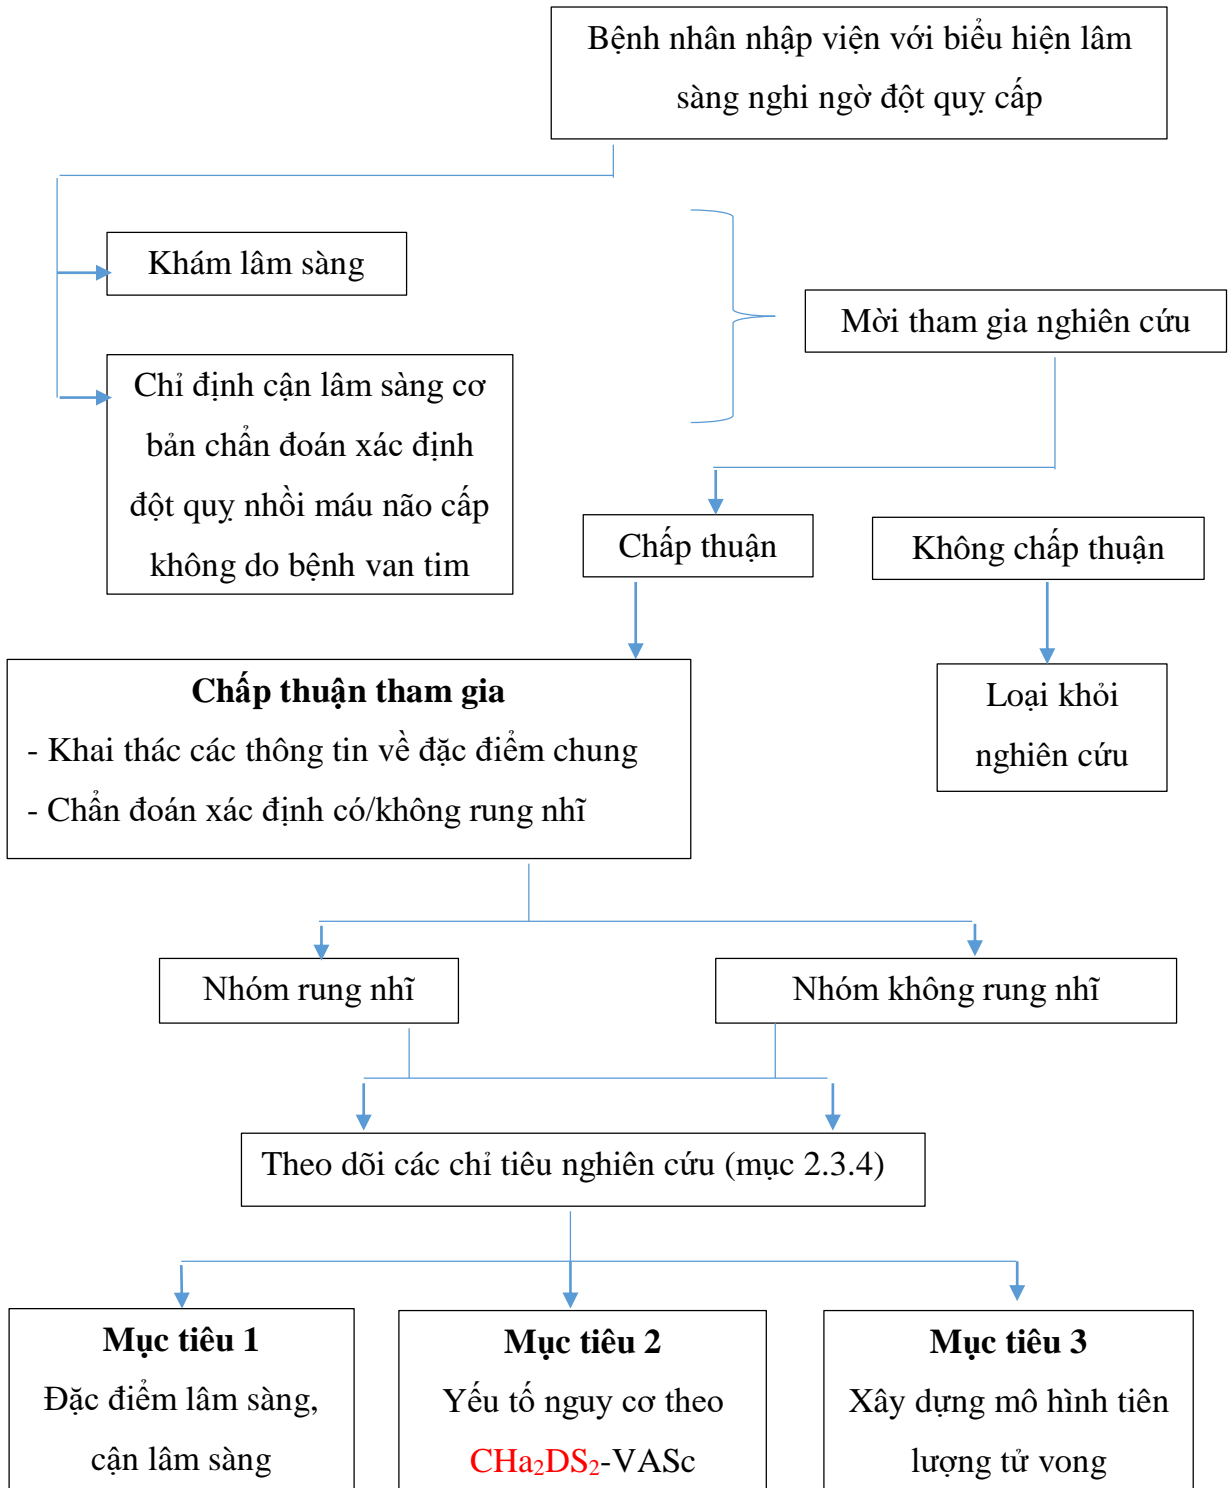 Bệnh nhân nhập viện với biểu hiện lâm
sàng nghi ngờ đột quỵ cấp
Khám lâm sàng
Mời tham gia nghiên cứu
Chỉ định cận lâm sàng cơ
bản chẩn đoán xác định
đột quỵ nhồi máu não cấp
không do bệnh van tim
Chấp thuận
Không chấp thuận
Chấp thuận tham gia
- Khai thác các thông tin về đặc điểm chung
- Chẩn đoán xác định có/không rung nhĩ
Loại khỏi
nghiên cứu
Nhóm rung nhĩ
Nhóm không rung nhĩ
Theo dõi các chỉ tiêu nghiên cứu (mục 2.3.4)
Mục tiêu 1
Đặc điểm lâm sàng,
cận lâm sàng
Mục tiêu 2
Yếu tố nguy cơ theo
CHa₂DS₂-VASc
Mục tiêu 3
Xây dựng mô hình tiên
lượng tử vong